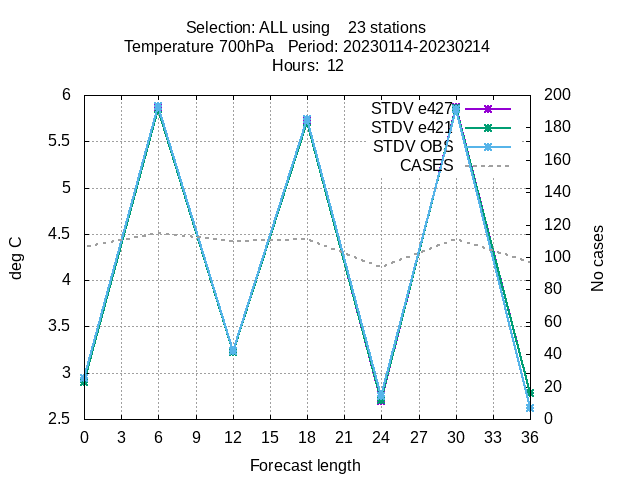 Selection: ALL using 23 stations
Temperature 700hPa Period: 20230114-20230214
Hours: 12
STDV e427
STDV e421
STDV OBS
CASES
6
5.5
5
4.5
4
3.5
3
2.5
200
180
160
140
120
100
80
60
40
20
0
deg C
No cases
0 3 6 9 12 15 18 21 24 27 30 33 36
Forecast length